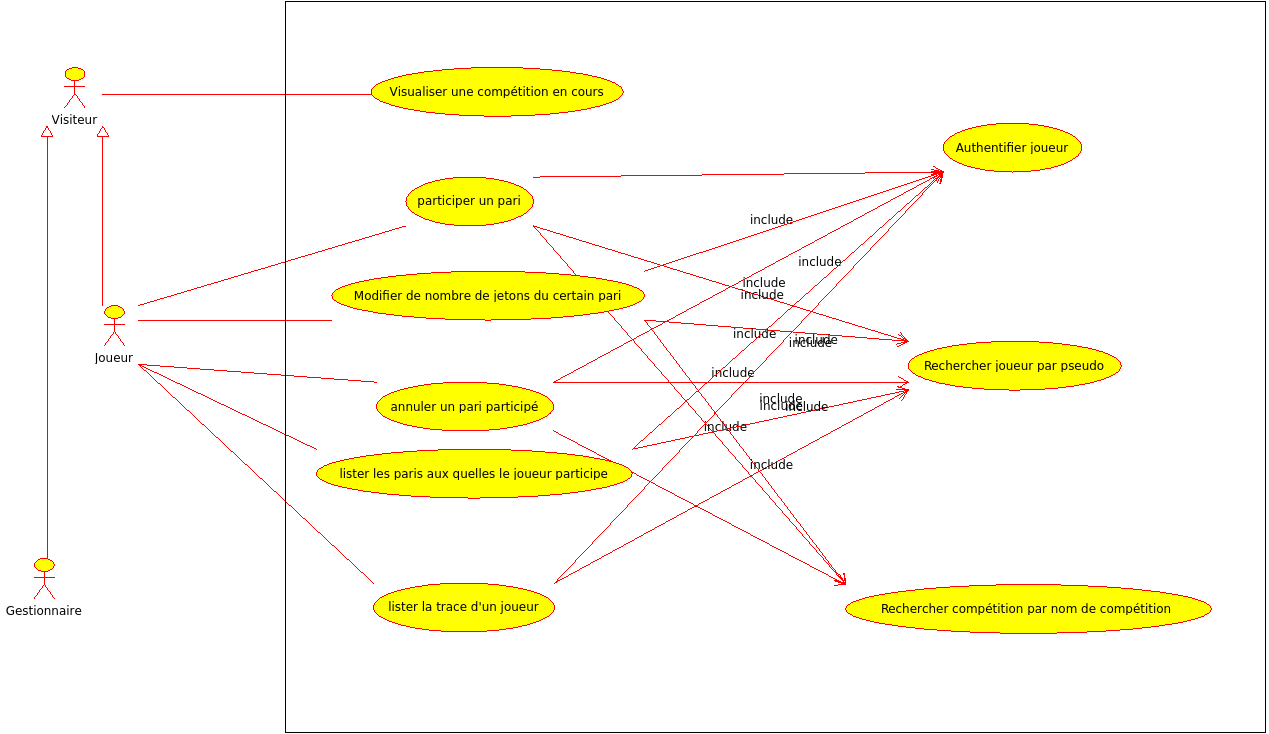 Visiteur
Visualiser une compétition en cours
Authentifier joueur
participer un pari
include
include
include
Modifier de nombre de jetons du certain pari
include
include
include
include
Joueur
Rechercher joueur par pseudo
include
annuler un pari participé
include
include
include
include
lister les paris aux quelles le joueur participe
include
Gestionnaire
lister la trace d'un joueur
Rechercher compétition par nom de compétition